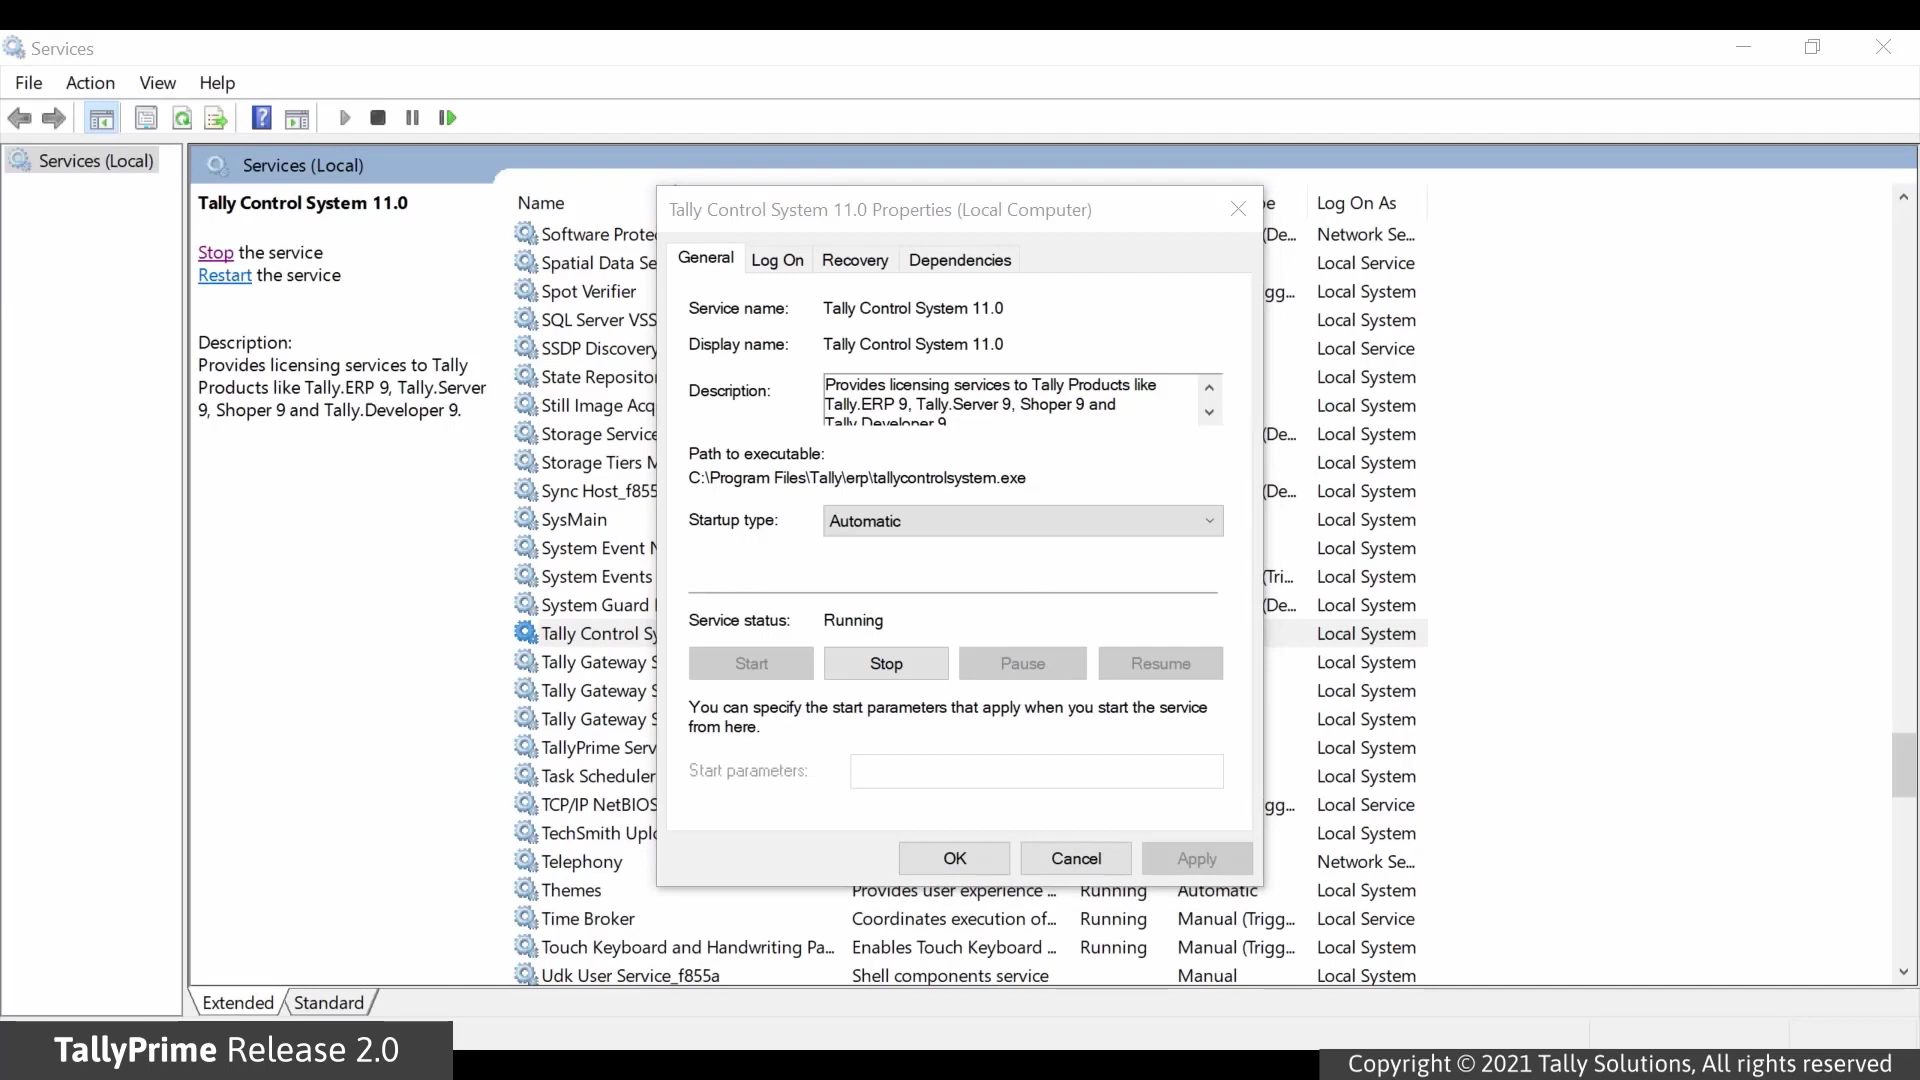 Services
File Action View Help
Services (Local)
Services (Local)
Tally Control System 11.0
Stop the service
Restart the service
Description:
Provides licensing services to Tally
Products like Tally.ERP 9, Tally.Server
9, Shoper 9 and Tally.Developer 9.
Name
Log On As
Software Prote
(De... Network Se...
Spatial Data Se
Local Service
Spot Verifier
gg... Local System
SQL Server VSS
Local System
SSDP Discovery
Local Service
State Repositor
Local System
Still Image Acq
Local System
Storage Service
(De... Local System
Storage Tiers M
Local System
Sync Host_f855
(De... Local System
SysMain
Local System
System Event N
Local System
System Events
(Tri... Local System
System Guard
(De... Local System
Tally Control Sy
Local System
Tally Gateway S
Local System
Tally Gateway S
Local System
Tally Gateway S
Local System
TallyPrime Serv
Local System
Task Scheduler
Local System
TCP/IP NetBIOS
gg... Local Service
TechSmith Uplo
Local System
Telephony
Network Se...
Themes Provides user experience ... Running Automatic Local System
Time Broker Coordinates execution of... Running Manual (Trigg... Local Service
Touch Keyboard and Handwriting Pa... Enables Touch Keyboard ... Running Manual (Trigg... Local System
Udk User Service_f855a Shell components service Manual Local System
Tally Control System 11.0 Properties (Local Computer)
General Log On Recovery Dependencies
Service name: Tally Control System 11.0
Display name: Tally Control System 11.0
Description: Provides licensing services to Tally Products like
Tally.ERP 9, Tally.Server 9, Shoper 9 and
Tally.Developer 9.
Path to executable:
C:\Program Files\Tally\erp\tallycontrolsystem.exe
Startup type: Automatic
Service status: Running
Start Stop Pause Resume
You can specify the start parameters that apply when you start the service
from here.
Start parameters:
OK Cancel Apply
Extended Standard
TallyPrime Release 2.0
Copyright © 2021 Tally Solutions, All rights reserved